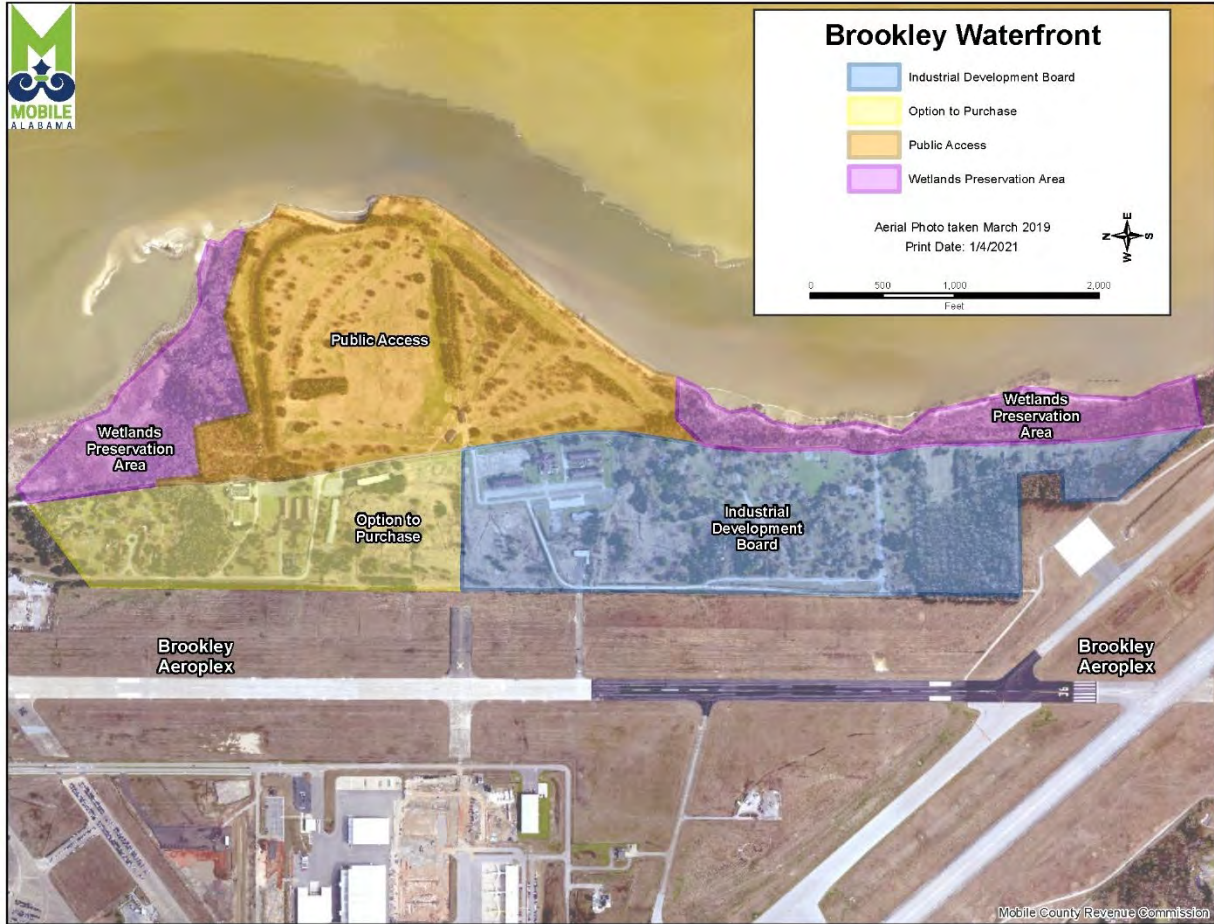 M
MOBILE
ALABAMA
Brookley Waterfront
Industrial Development Board
Option to Purchase
Public Access
Wetlands Preservation Area
Aerial Photo taken March 2019
Print Date: 1/4/2021
N
E
S
W
0
500
1,000
2,000
Feet
Public Access
Wetlands
Preservation
Area
Wetlands
Preservation
Area
Option to
Purchase
Industrial
Development
Board
Brookley
Aeroplex
Brookley
Aeroplex
Mobile County Revenue Commission